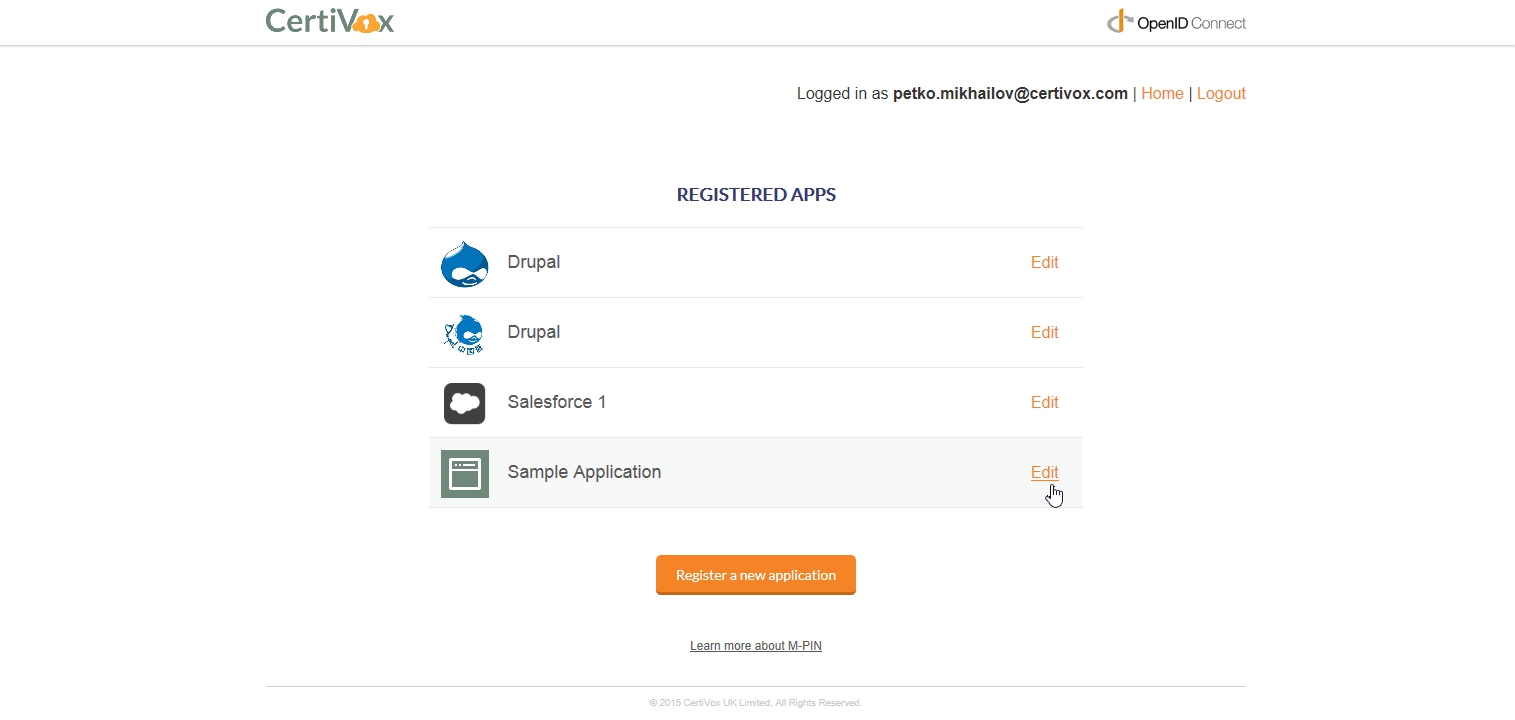 CertiVox
OpenID Connect
Logged in as petko.mikhailov@certivox.com | Home | Logout
REGISTERED APPS
Drupal Edit
Drupal Edit
Salesforce 1 Edit
Sample Application Edit
Register a new application
Learn more about M-PIN
© 2015 CertiVox UK Limited, All Rights Reserved.